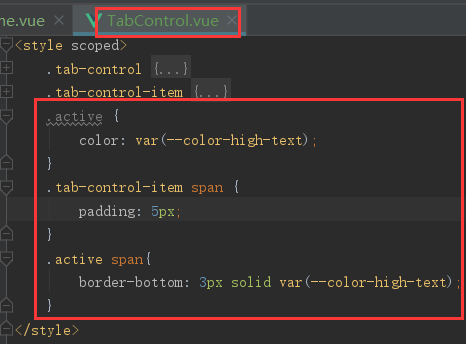 ne.vue × TabControl.vue ×
<style scoped>
.tab-control {...}
.tab-control-item {...}
.active {
color: var(--color-high-text);
}
.tab-control-item span {
padding: 5px;
}
.active span{
border-bottom: 3px solid var(--color-high-text);
}
</style>